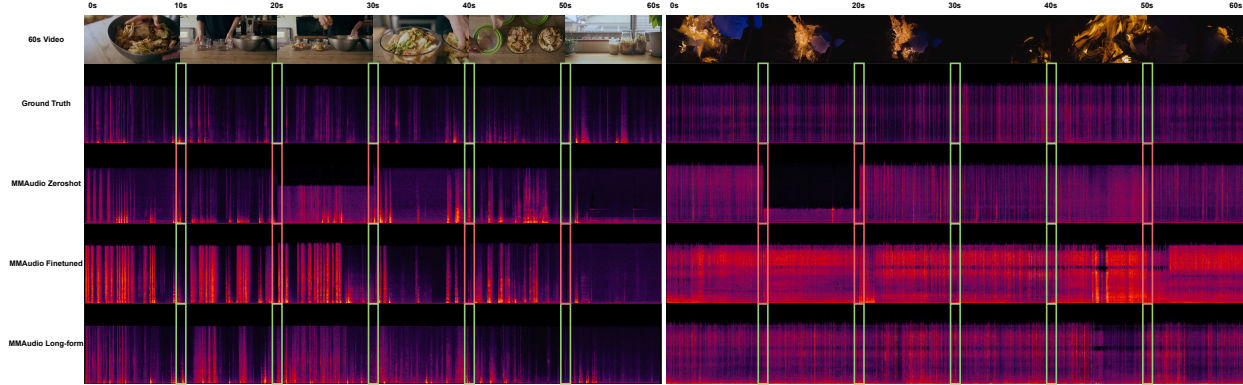 0s 10s 20s 30s 40s 50s 60s 0s 10s 20s 30s 40s 50s 60s
60s Video
Ground Truth
MMAudio Zeroshot
MMAudio Finetuned
MMAudio Long-form